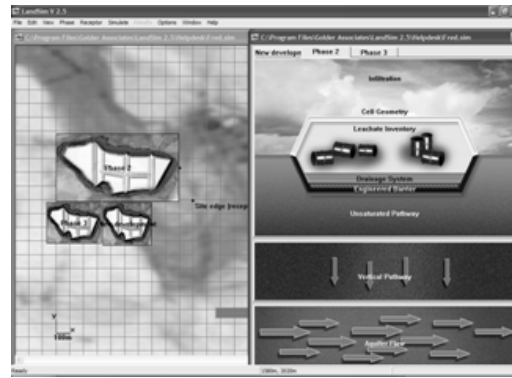 LandSim V 2.5
File Edit View Phase Receptor Simulate Results Options Window Help
C:\Program Files\Golder Associates\LandSim 2.5\Helpdesk\Fred.sim
C:\Program Files\Golder Associates\LandSim 2.5\Helpdesk\Fred.sim
Phase 2
Phase 3
Site edge (recep
Y
X
100m
New develope Phase 2 Phase 3
Infiltration
Cell Geometry
Leachate Inventory
Drainage System
Engineered Barrier
Unsaturated Pathway
Vertical Pathway
Aquifer Flow
Ready